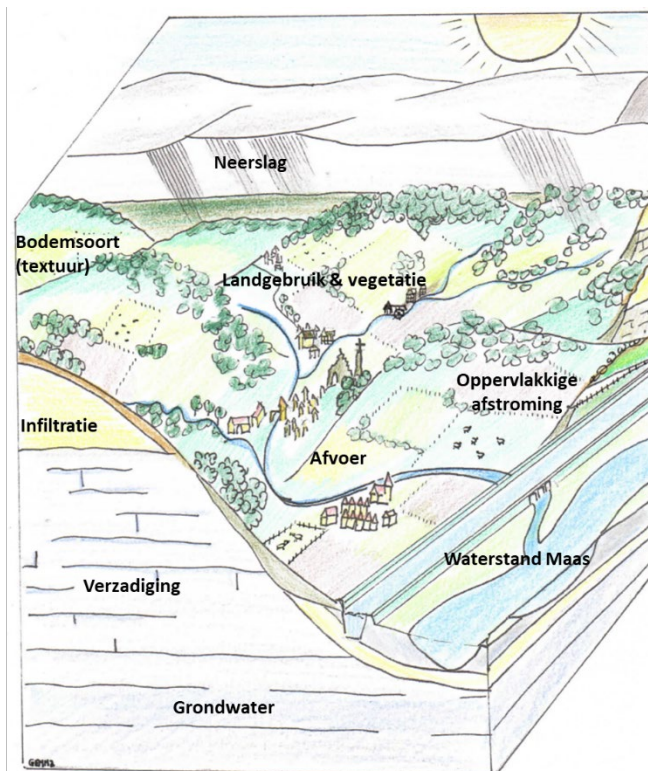 Neerslag
Bodemsoort
(textuur)
Landgebruik & vegetatie
Oppervlakkige
afstroming
Infiltratie
Afvoer
Waterstand Maas
Verzadiging
Grondwater